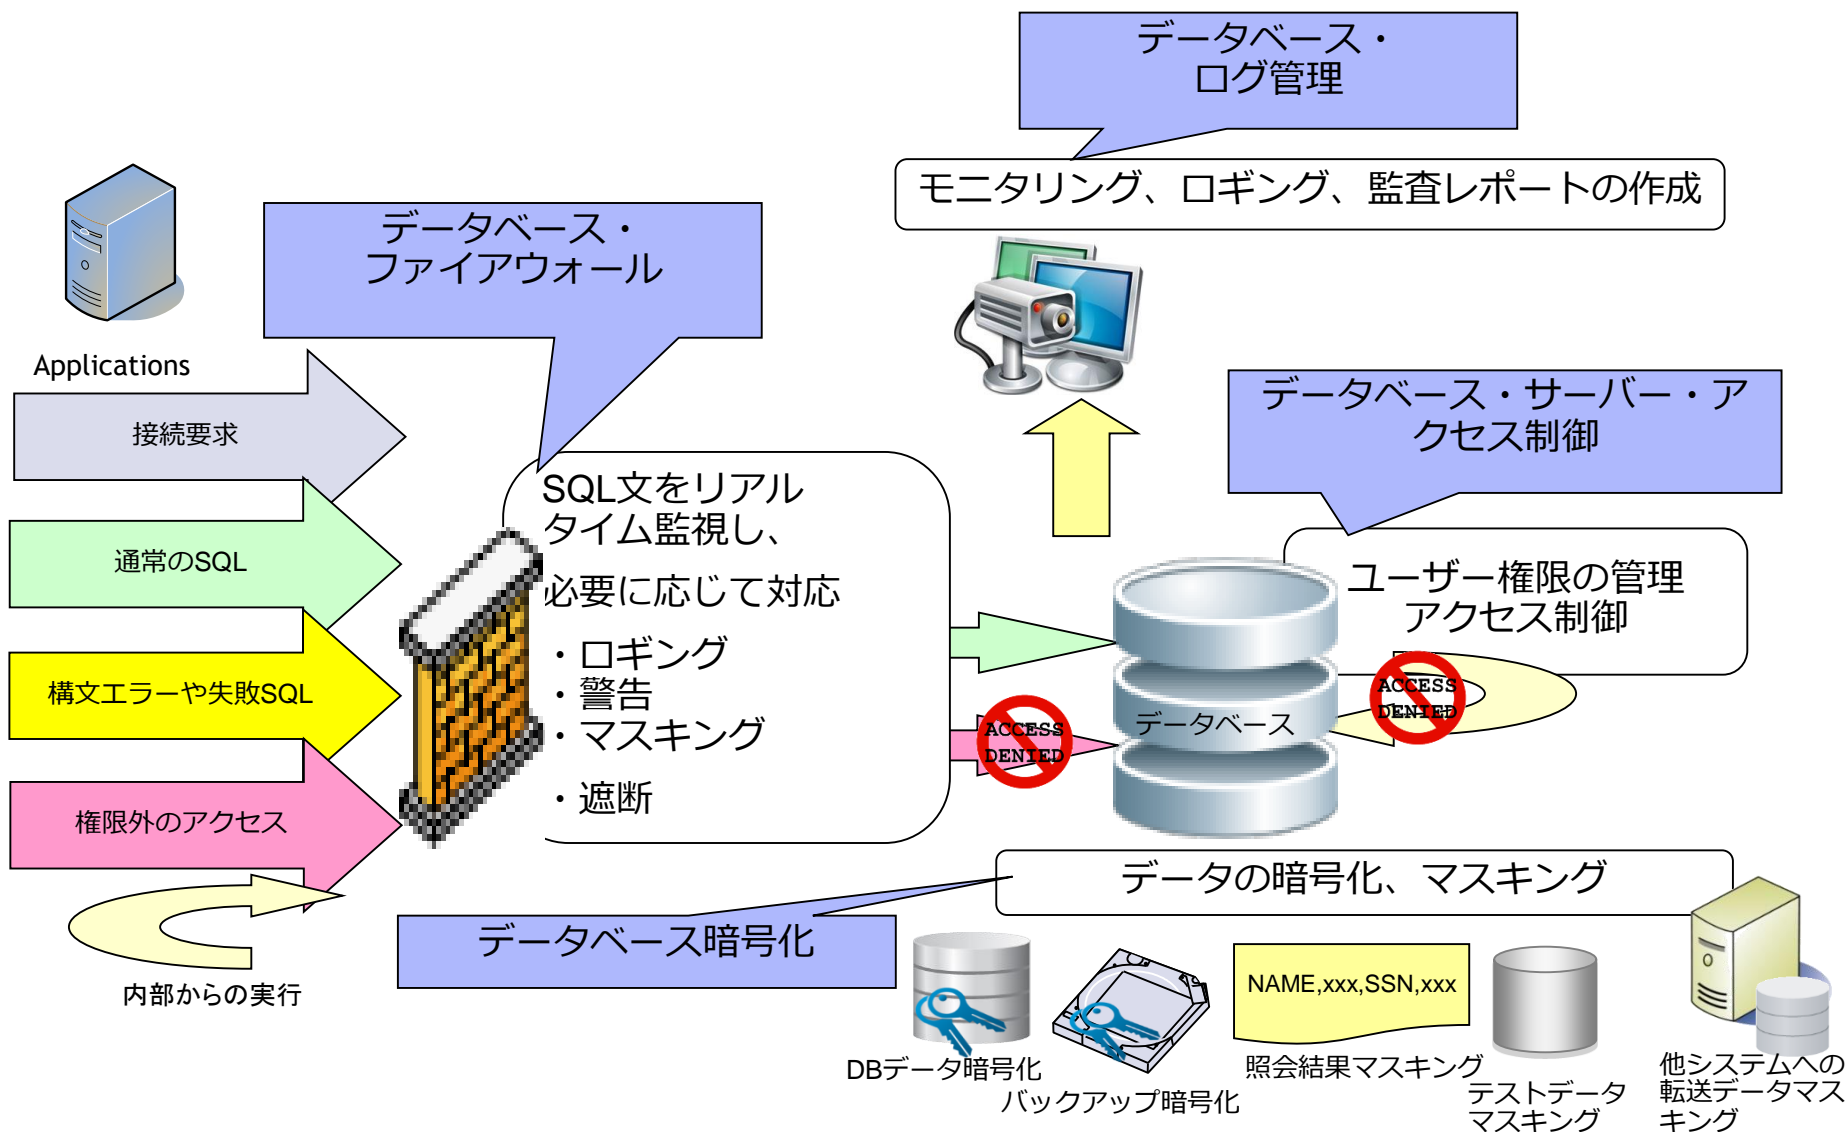 データベース・
ログ管理
モニタリング、ロギング、監査レポートの作成
データベース・
ファイアウォール
Applications
接続要求
通常のSQL
構文エラーや失敗SQL
権限外のアクセス
内部からの実行
SQL文をリアル
タイム監視し、
必要に応じて対応
・ロギング
・警告
・マスキング
・遮断
データベース・サーバー・ア
クセス制御
ユーザー権限の管理
アクセス制御
ACCESS
DENIED
ACCESS
DENIED
データベース
データの暗号化、マスキング
データベース暗号化
NAME,xxx,SSN,xxx
DBデータ暗号化
バックアップ暗号化
照会結果マスキング
テストデータ
マスキング
他システムへの
転送データマス
キング